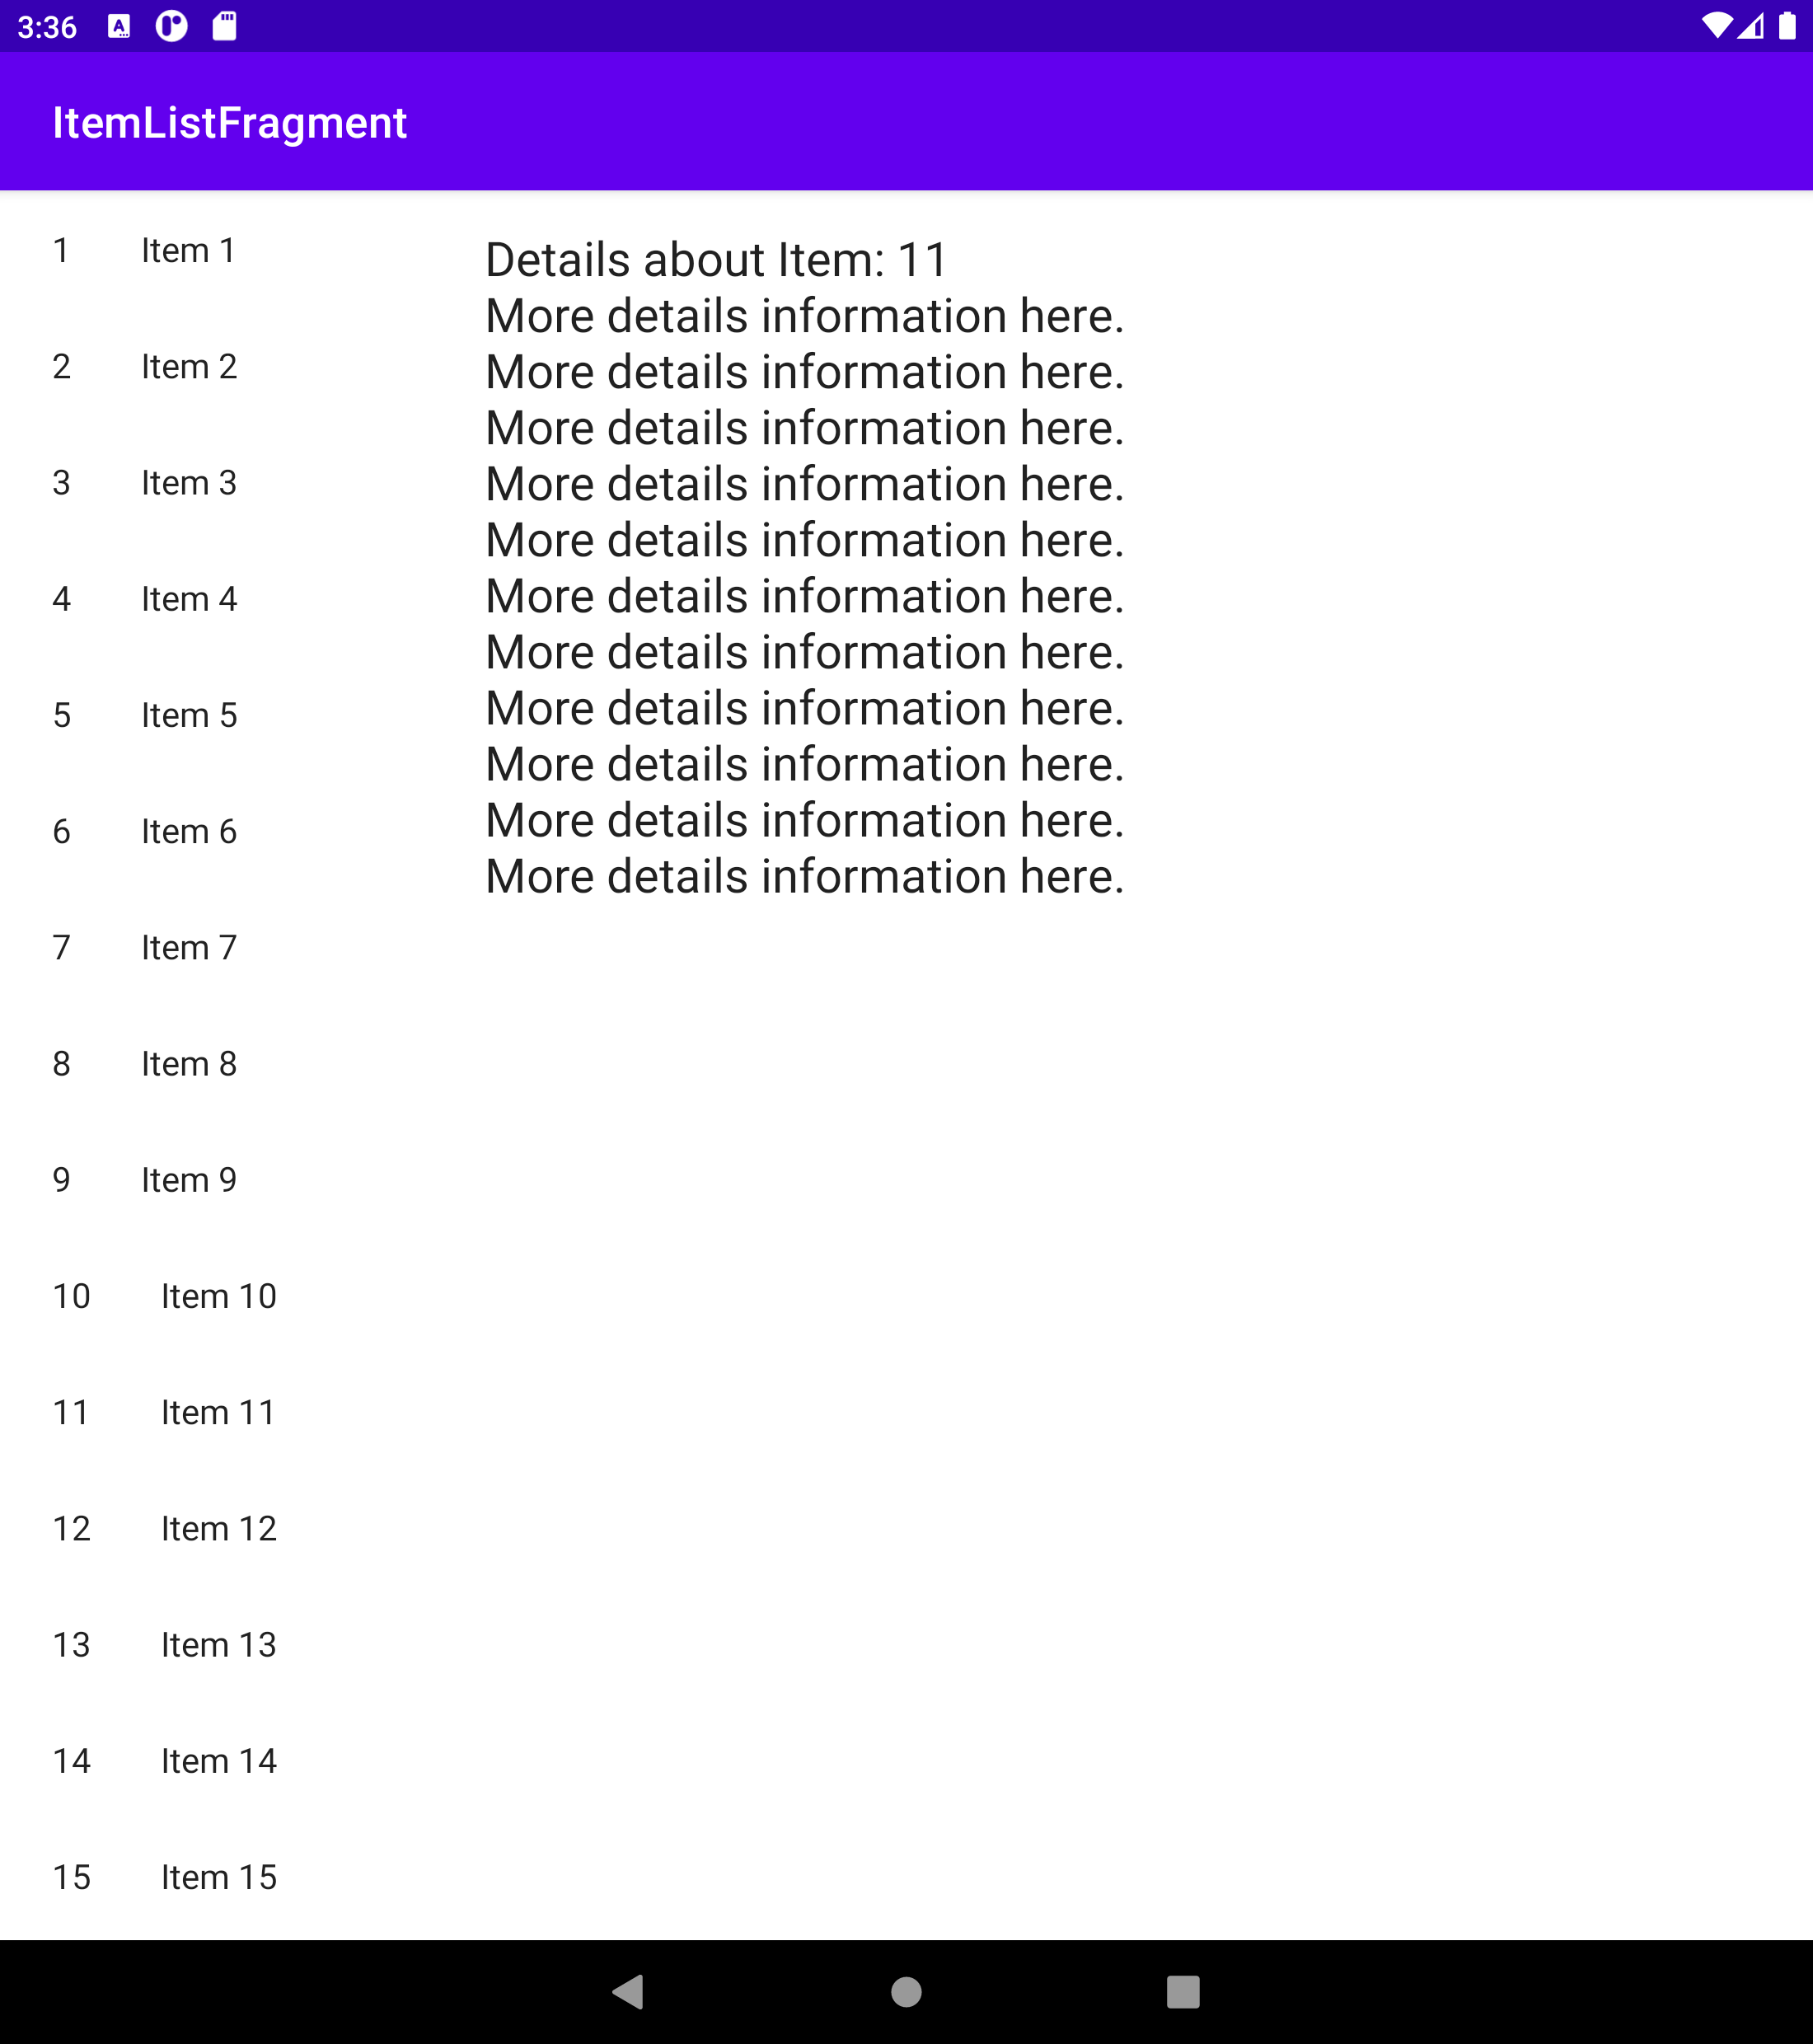 3:36
ItemListFragment
1 Item 1
2 Item 2
3 Item 3
4 Item 4
5 Item 5
6 Item 6
7 Item 7
8 Item 8
9 Item 9
10 Item 10
11 Item 11
12 Item 12
13 Item 13
14 Item 14
15 Item 15
Details about Item: 11
More details information here.
More details information here.
More details information here.
More details information here.
More details information here.
More details information here.
More details information here.
More details information here.
More details information here.
More details information here.
More details information here.